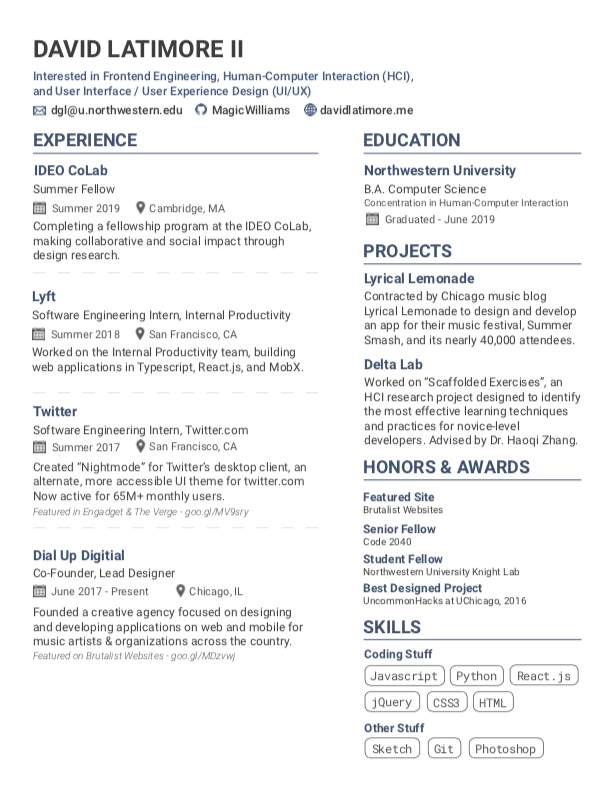 DAVID LATIMORE II
Interested in Frontend Engineering, Human-Computer Interaction (HCI),
and User Interface / User Experience Design (UI/UX)
dgl@u.northwestern.edu MagicWilliams davidlatimore.me
EXPERIENCE
IDEO CoLab
Summer Fellow
Summer 2019 Cambridge, MA
Completing a fellowship program at the IDEO CoLab,
making collaborative and social impact through
design research.
Lyft
Software Engineering Intern, Internal Productivity
Summer 2018 San Francisco, CA
Worked on the Internal Productivity team, building
web applications in Typescript, React.js, and MobX.
Twitter
Software Engineering Intern, Twitter.com
Summer 2017 San Francisco, CA
Created “Nightmode” for Twitter’s desktop client, an
alternate, more accessible UI theme for twitter.com
Now active for 65M+ monthly users.
Featured in Engadget & The Verge - goo.gl/MV9sry
Dial Up Digitial
Co-Founder, Lead Designer
June 2017 - Present Chicago, IL
Founded a creative agency focused on designing
and developing applications on web and mobile for
music artists & organizations across the country.
Featured on Brutalist Websites - goo.gl/MDzvwj
EDUCATION
Northwestern University
B.A. Computer Science
Concentration in Human-Computer Interaction
Graduated - June 2019
PROJECTS
Lyrical Lemonade
Contracted by Chicago music blog
Lyrical Lemonade to design and develop
an app for their music festival, Summer
Smash, and its nearly 40,000 attendees.
Delta Lab
Worked on “Scaffolded Exercises”, an
HCI research project designed to identify
the most effective learning techniques
and practices for novice-level
developers. Advised by Dr. Haoqi Zhang.
HONORS & AWARDS
Featured Site
Brutalist Websites
Senior Fellow
Code 2040
Student Fellow
Northwestern University Knight Lab
Best Designed Project
UncommonHacks at UChicago, 2016
SKILLS
Coding Stuff
Javascript Python React.js
jQuery CSS3 HTML
Other Stuff
Sketch Git Photoshop